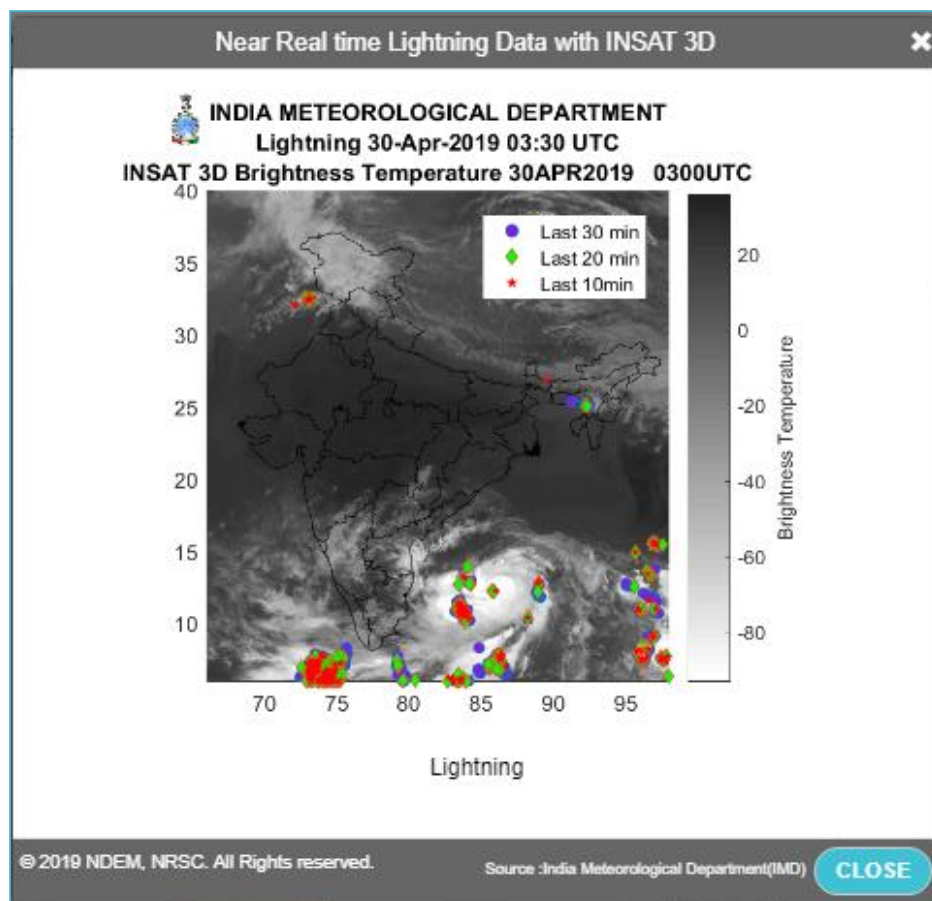 Near Real time Lightning Data with INSAT 3D
INDIA METEOROLOGICAL DEPARTMENT
Lightning 30-Apr-2019 03:30 UTC
INSAT 3D Brightness Temperature 30APR2019 0300UTC
40
35
30
25
20
15
10
70 75 80 85 90 95
Last 30 min
Last 20 min
Last 10min
20
0
-20
-40
-60
-80
Brightness Temperature
Lightning
© 2019 NDEM, NRSC. All Rights reserved.
Source :India Meteorological Department(IMD)
CLOSE